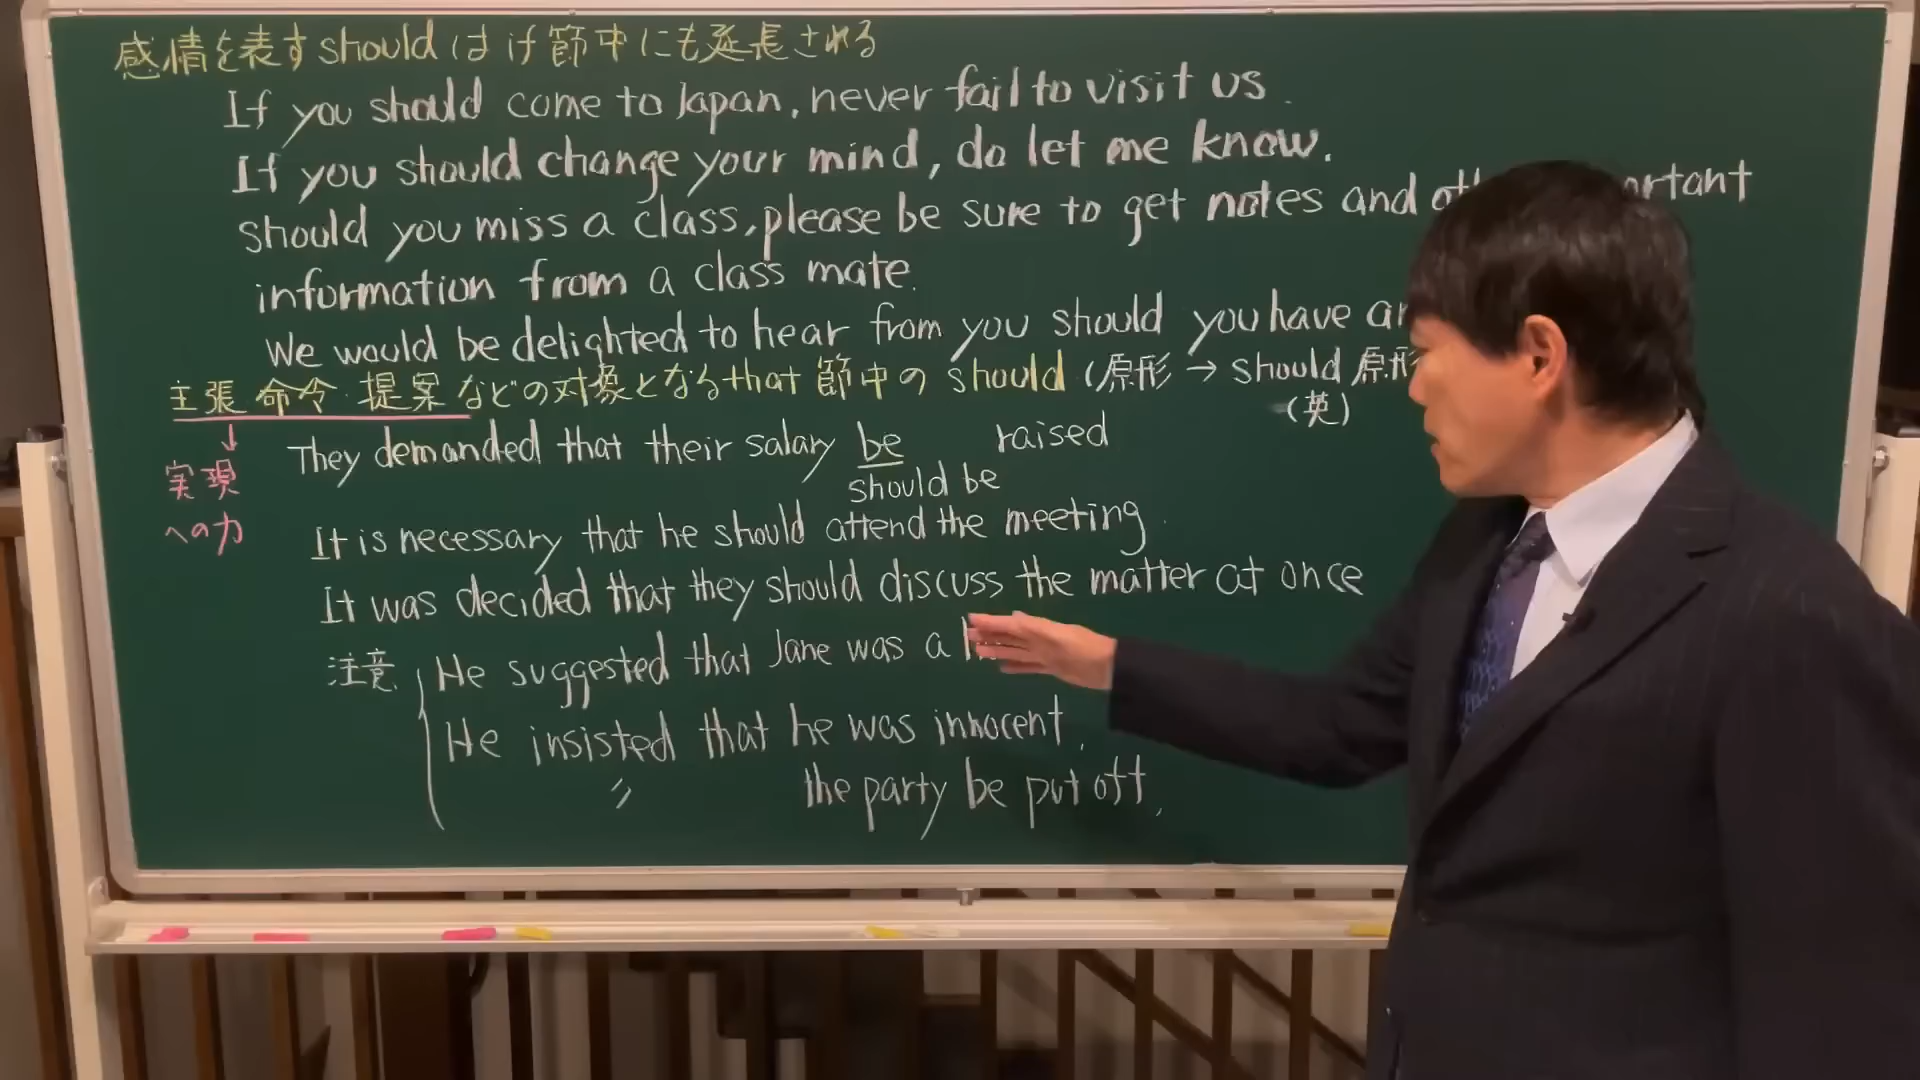 感情を表すshouldはif節中にも延長される
If you should come to Japan, never fail to visit us.
If you should change your mind, do let me know.
Should you miss a class, please be sure to get notes and
information from a class mate.
We would be delighted to hear from you should you have
主張 命令・提案などの対象となるthat節中の should (原形 → should 原形
(英)
↓
実現
への力
They demanded that their salary be raised
should be
It is necessary that he should attend the meeting.
It was decided that they should discuss the matter at once
注意 He suggested that Jane was a
He insisted that he was innocent.
〃 the party be put off.